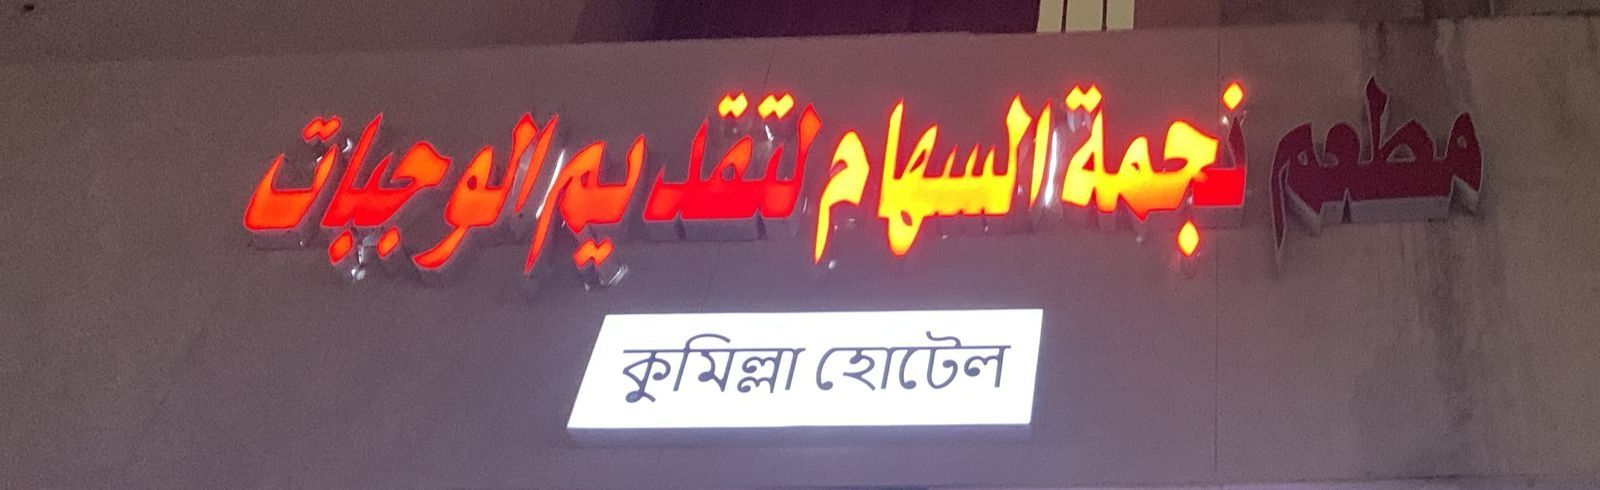 مطعم نجمة السهام لتقديم الوجبات
কুমিল্লা হোটেল